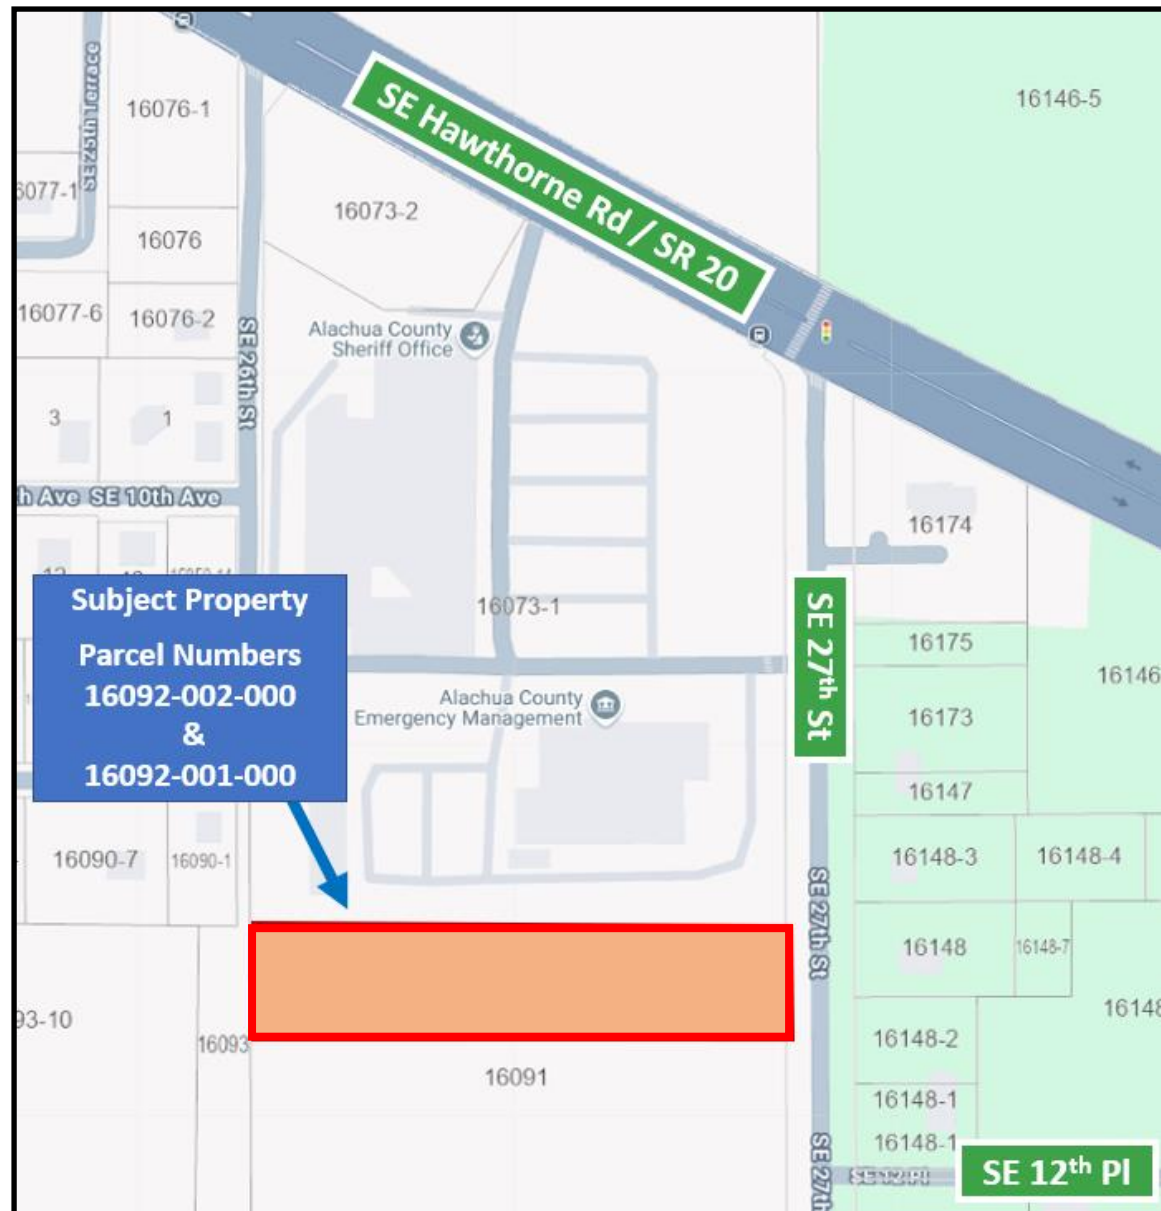 16076-1
SE 25th Terrace
6077-1
16076
16077-6
16076-2
SE 26th St
3
1
h Ave
SE 10th Ave
16073-2
SE Hawthorne Rd / SR 20
16146-5
Alachua County
Sheriff Office
16073-1
16174
Subject Property
Parcel Numbers
16092-002-000
&
16092-001-000
SE 27th St
16175
16146
16173
16147
Alachua County
Emergency Management
16090-7
16090-1
16148-3
16148-4
SE 27th St
16148
16148-7
93-10
16093
16091
16148-2
16148
16148-1
16148-1
SE 27th
SE 12 Pl
SE 12th Pl